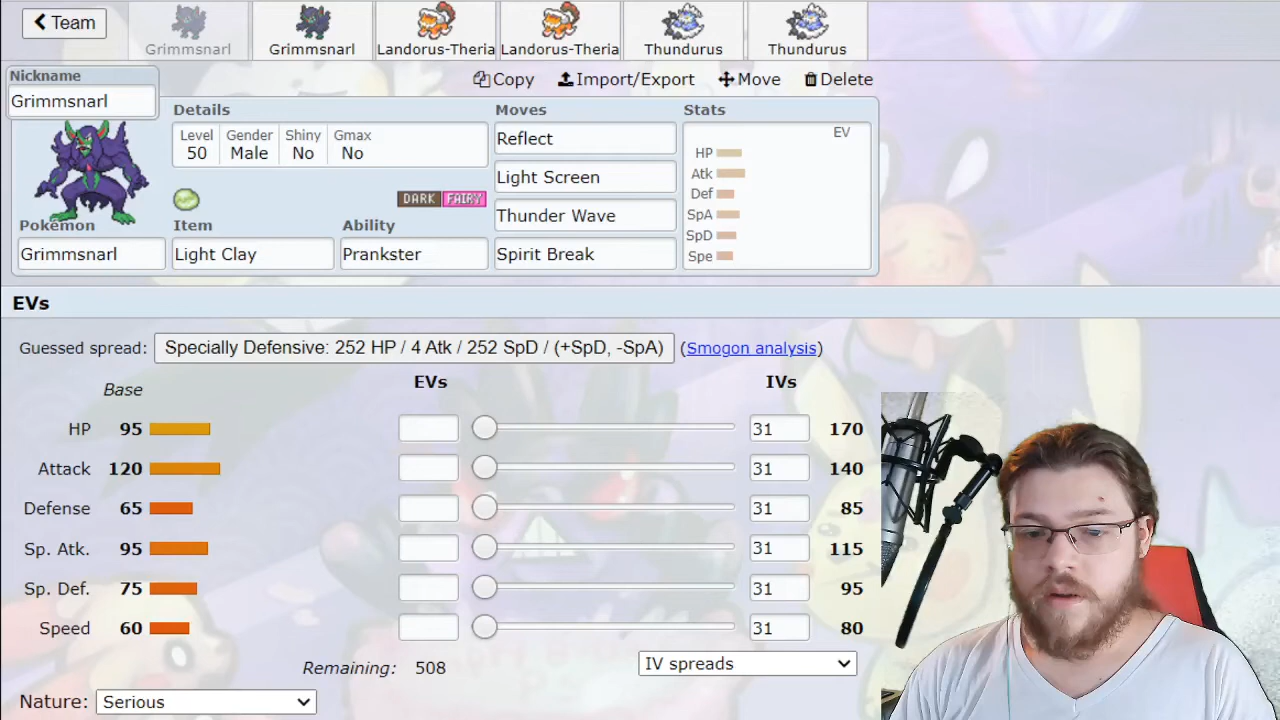 Team
Grimmsnarl
Grimmsnarl
Landorus-Theria
Landorus-Theria
Thundurus
Thundurus
Nickname
Grimmsnarl
Copy
Import/Export
Move
Delete
Details
Level
50
Gender
Male
Shiny
No
Gmax
No
DARK
FAIRY
Pokémon
Grimmsnarl
Item
Light Clay
Ability
Prankster
Moves
Reflect
Light Screen
Thunder Wave
Spirit Break
Stats
EV
HP
Atk
Def
SpA
SpD
Spe
EVs
Guessed spread: Specially Defensive: 252 HP / 4 Atk / 252 SpD / (+SpD, -SpA) (Smogon analysis)
Base EVs IVs
HP 95 31 170
Attack 120 31 140
Defense 65 31 85
Sp. Atk. 95 31 115
Sp. Def. 75 31 95
Speed 60 31 80
Remaining: 508 IV spreads
Nature: Serious